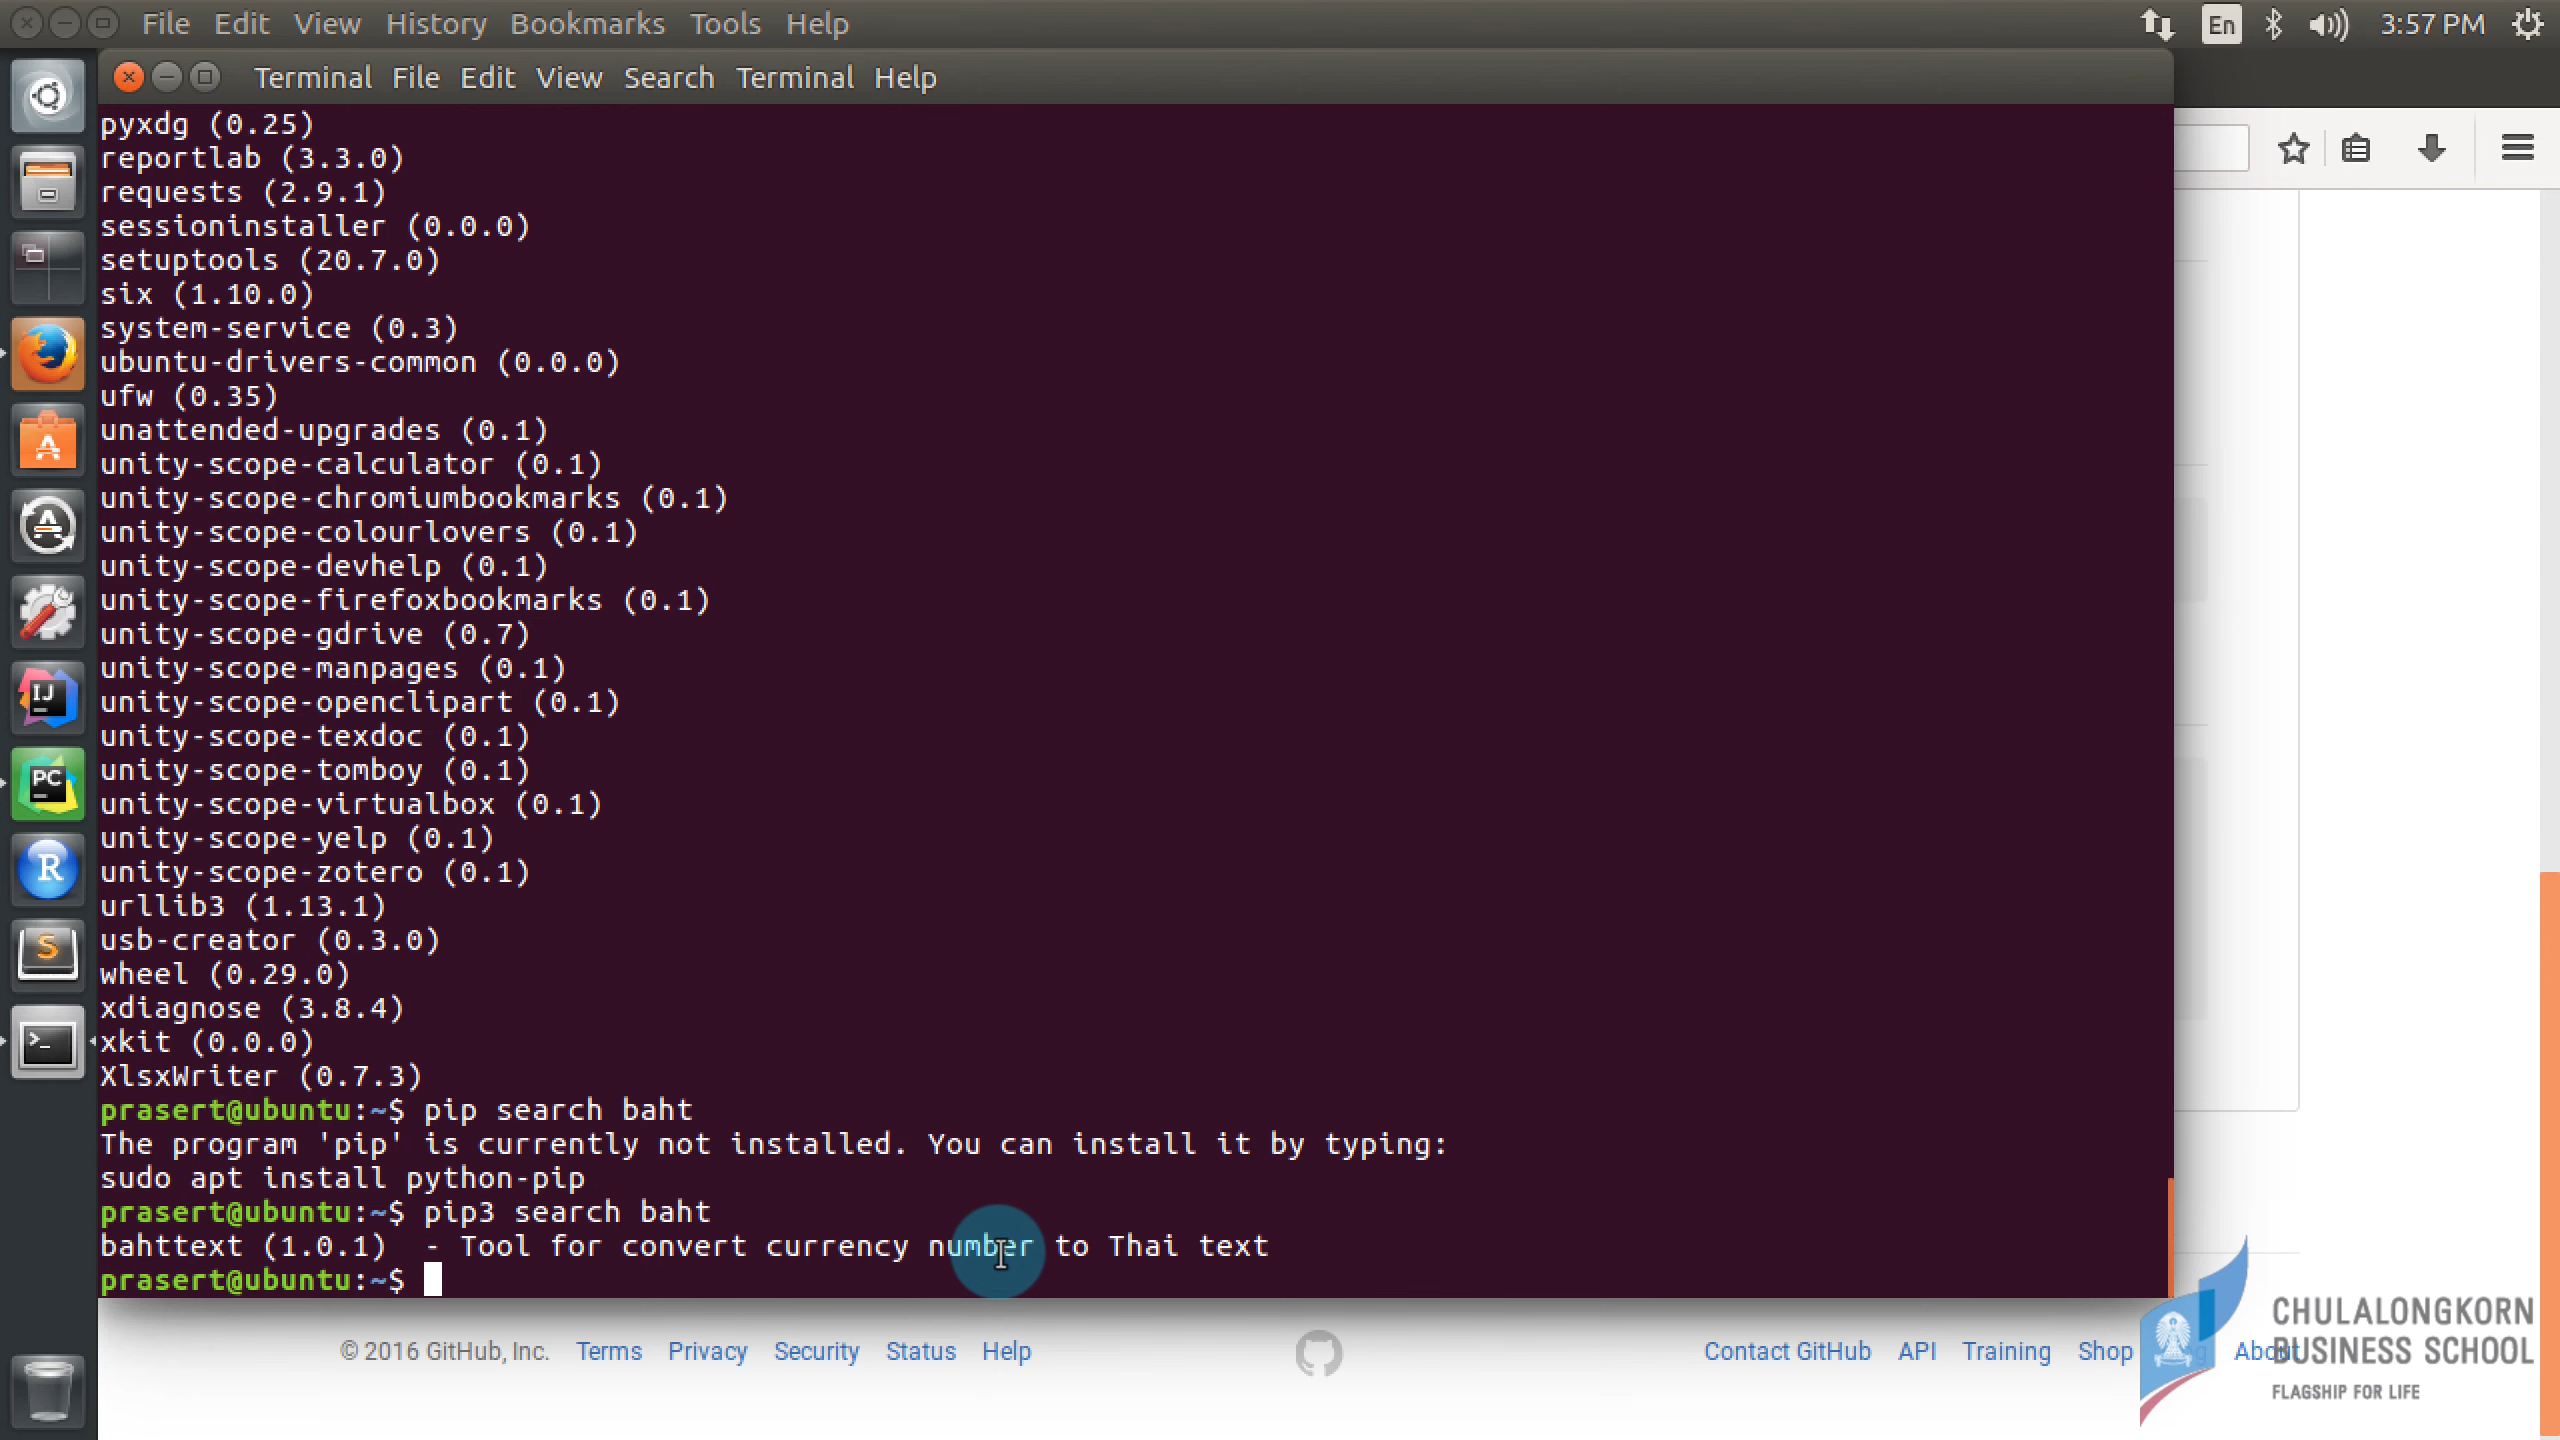 File Edit View History Bookmarks Tools Help
En
3:57 PM
Terminal File Edit View Search Terminal Help
pyxdg (0.25)
reportlab (3.3.0)
requests (2.9.1)
sessioninstaller (0.0.0)
setuptools (20.7.0)
six (1.10.0)
system-service (0.3)
ubuntu-drivers-common (0.0.0)
ufw (0.35)
unattended-upgrades (0.1)
unity-scope-calculator (0.1)
unity-scope-chromiumbookmarks (0.1)
unity-scope-colourlovers (0.1)
unity-scope-devhelp (0.1)
unity-scope-firefoxbookmarks (0.1)
unity-scope-gdrive (0.7)
unity-scope-manpages (0.1)
unity-scope-openclipart (0.1)
unity-scope-texdoc (0.1)
unity-scope-tomboy (0.1)
unity-scope-virtualbox (0.1)
unity-scope-yelp (0.1)
unity-scope-zotero (0.1)
urllib3 (1.13.1)
usb-creator (0.3.0)
wheel (0.29.0)
xdiagnose (3.8.4)
xkit (0.0.0)
XlsxWriter (0.7.3)
prasert@ubuntu:~$ pip search baht
The program 'pip' is currently not installed. You can install it by typing:
sudo apt install python-pip
prasert@ubuntu:~$ pip3 search baht
bahttext (1.0.1)  - Tool for convert currency number to Thai text
prasert@ubuntu:~$
IJ
PC
R
S
>_
© 2016 GitHub, Inc. Terms Privacy Security Status Help
Contact GitHub API Training Shop
CHULALONGKORN
BUSINESS SCHOOL
FLAGSHIP FOR LIFE